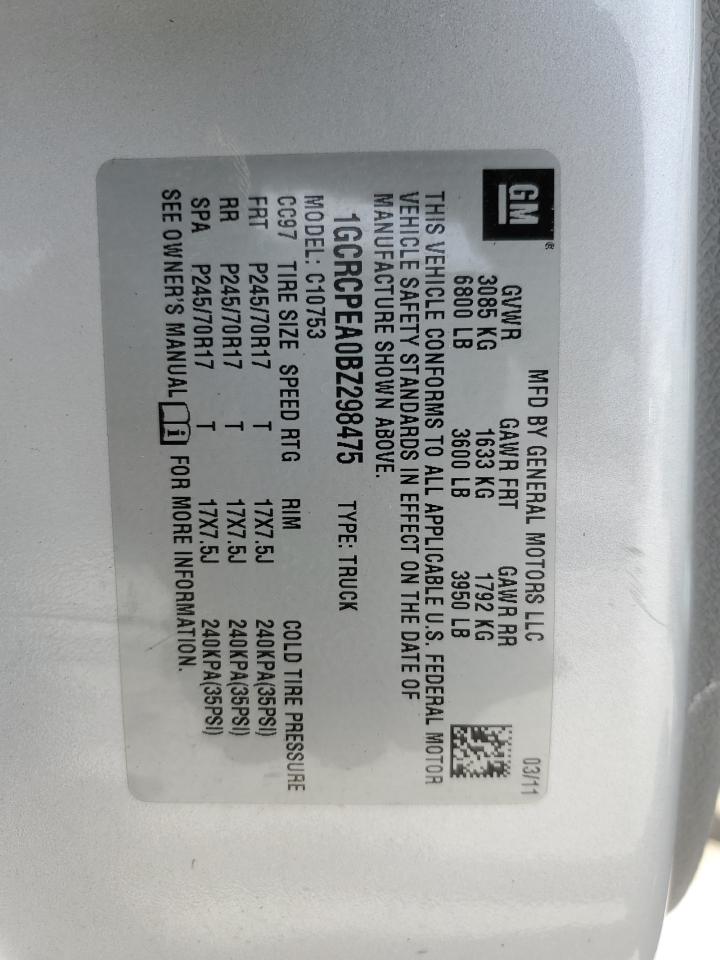 MFD BY GENERAL MOTORS LLC 03/11
GM®
GVWR GAWR FRT GAWR RR
3085 KG 1633 KG 1792 KG
6800 LB 3600 LB 3950 LB
THIS VEHICLE CONFORMS TO ALL APPLICABLE U.S. FEDERAL MOTOR
VEHICLE SAFETY STANDARDS IN EFFECT ON THE DATE OF
MANUFACTURE SHOWN ABOVE.
1GCRCPEA0BZ298475 TYPE: TRUCK
MODEL: C10753
CC97 TIRE SIZE SPEED RTG RIM COLD TIRE PRESSURE
FRT P245/70R17 T 17X7.5J 240KPA(35PSI)
RR P245/70R17 T 17X7.5J 240KPA(35PSI)
SPA P245/70R17 T 17X7.5J 240KPA(35PSI)
SEE OWNER'S MANUAL i FOR MORE INFORMATION.